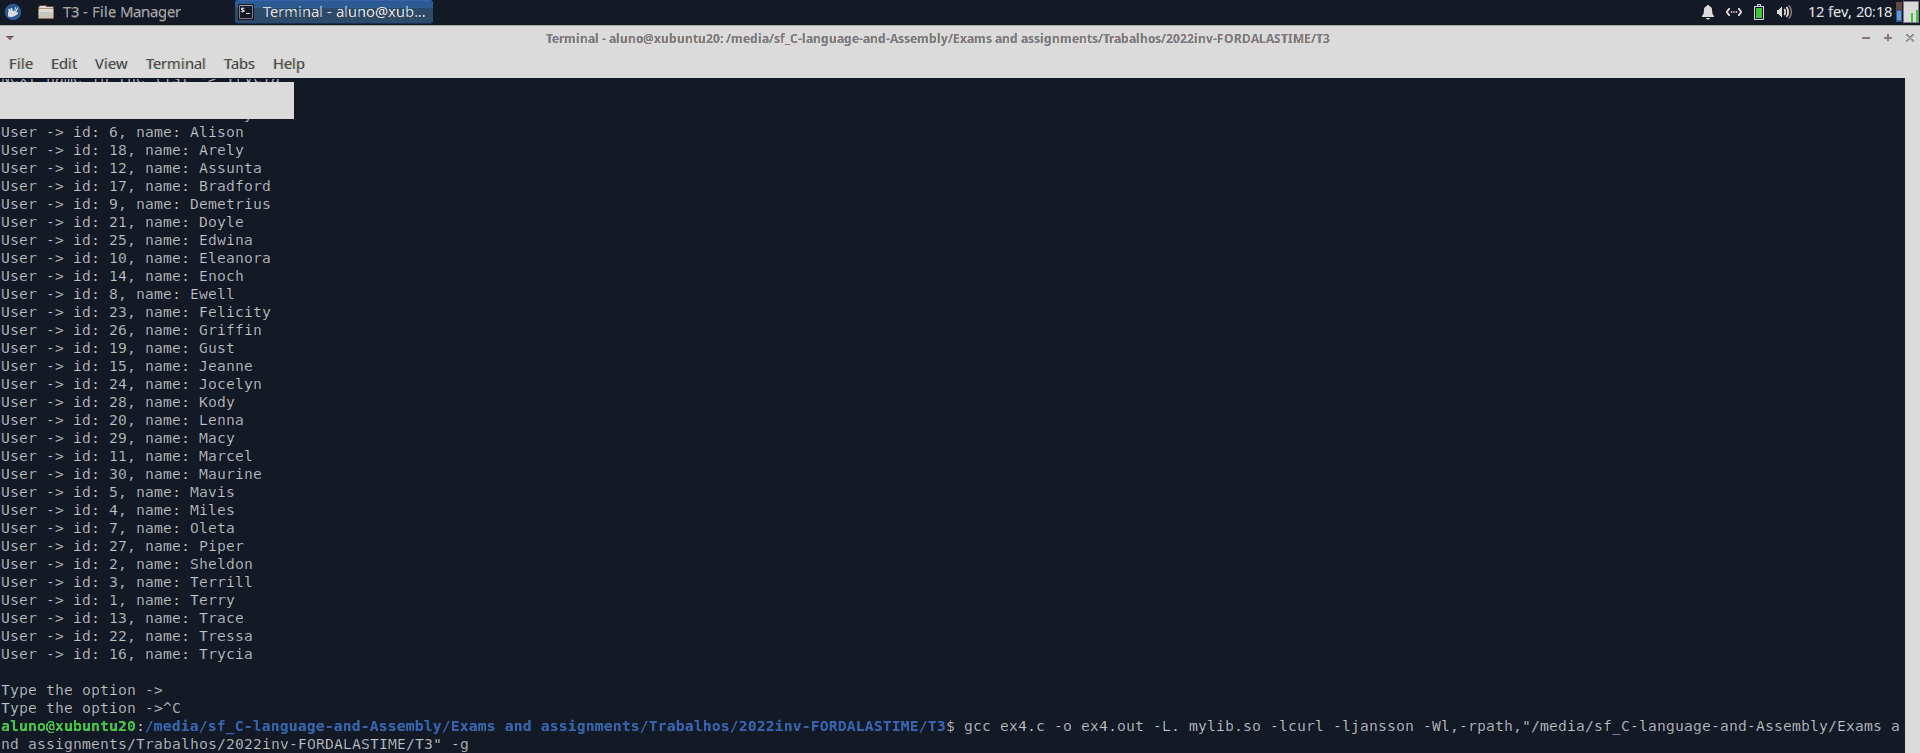 T3 - File Manager
Terminal - aluno@xub...
12 fev, 20:18
Terminal - aluno@xubuntu20: /media/sf_C-language-and-Assembly/Exams and assignments/Trabalhos/2022inv-FORDALASTIME/T3
File Edit View Terminal Tabs Help
User -> id: 6, name: Alison
User -> id: 18, name: Arely
User -> id: 12, name: Assunta
User -> id: 17, name: Bradford
User -> id: 9, name: Demetrius
User -> id: 21, name: Doyle
User -> id: 25, name: Edwina
User -> id: 10, name: Eleanora
User -> id: 14, name: Enoch
User -> id: 8, name: Ewell
User -> id: 23, name: Felicity
User -> id: 26, name: Griffin
User -> id: 19, name: Gust
User -> id: 15, name: Jeanne
User -> id: 24, name: Jocelyn
User -> id: 28, name: Kody
User -> id: 20, name: Lenna
User -> id: 29, name: Macy
User -> id: 11, name: Marcel
User -> id: 30, name: Maurine
User -> id: 5, name: Mavis
User -> id: 4, name: Miles
User -> id: 7, name: Oleta
User -> id: 27, name: Piper
User -> id: 2, name: Sheldon
User -> id: 3, name: Terrill
User -> id: 1, name: Terry
User -> id: 13, name: Trace
User -> id: 22, name: Tressa
User -> id: 16, name: Trycia
Type the option ->
Type the option ->^C
aluno@xubuntu20:/media/sf_C-language-and-Assembly/Exams and assignments/Trabalhos/2022inv-FORDALASTIME/T3$ gcc ex4.c -o ex4.out -L. mylib.so -lcurl -ljansson -Wl,-rpath,"/media/sf_C-language-and-Assembly/Exams a
nd assignments/Trabalhos/2022inv-FORDALASTIME/T3" -g